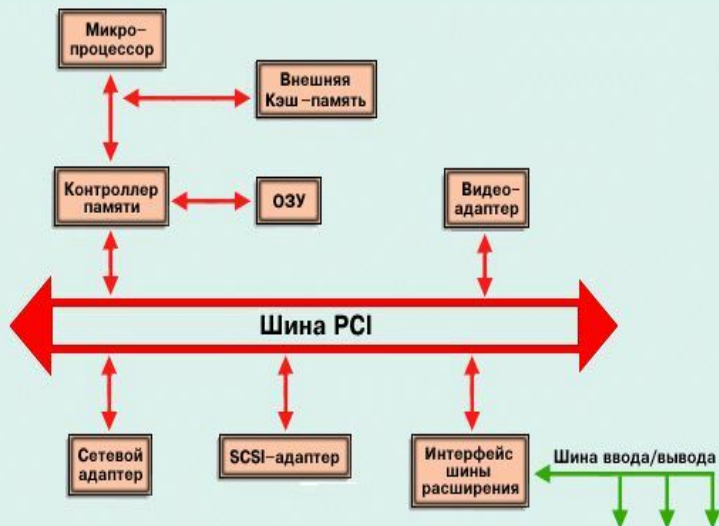 Микро-
процессор
Внешняя
Кэш-память
Контроллер
памяти
ОЗУ
Видео-
адаптер
Шина PCI
Сетевой
адаптер
SCSI-адаптер
Интерфейс
шины
расширения
Шина ввода/вывода